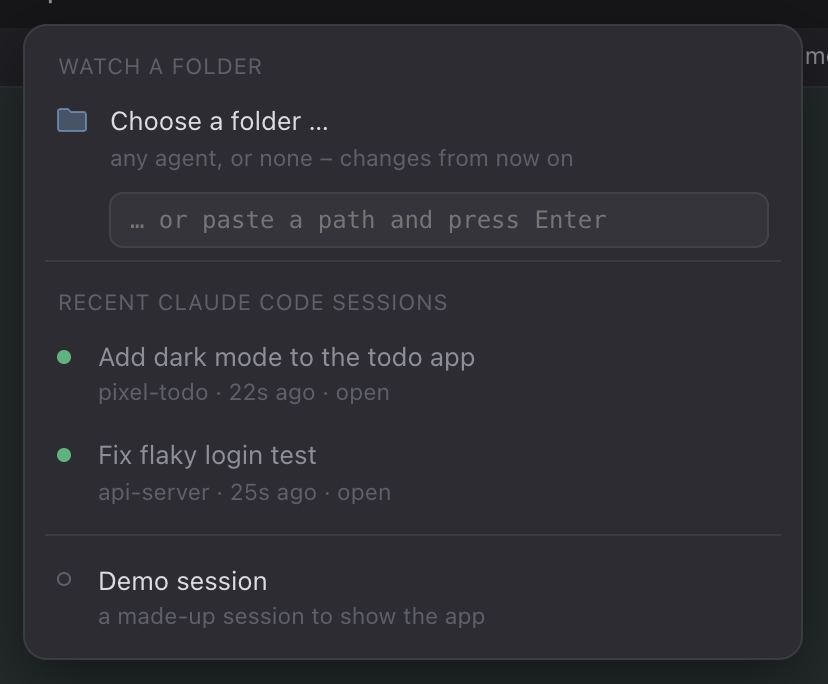 WATCH A FOLDER
Choose a folder ...
any agent, or none – changes from now on
… or paste a path and press Enter
RECENT CLAUDE CODE SESSIONS
Add dark mode to the todo app
pixel-todo · 22s ago · open
Fix flaky login test
api-server · 25s ago · open
Demo session
a made-up session to show the app